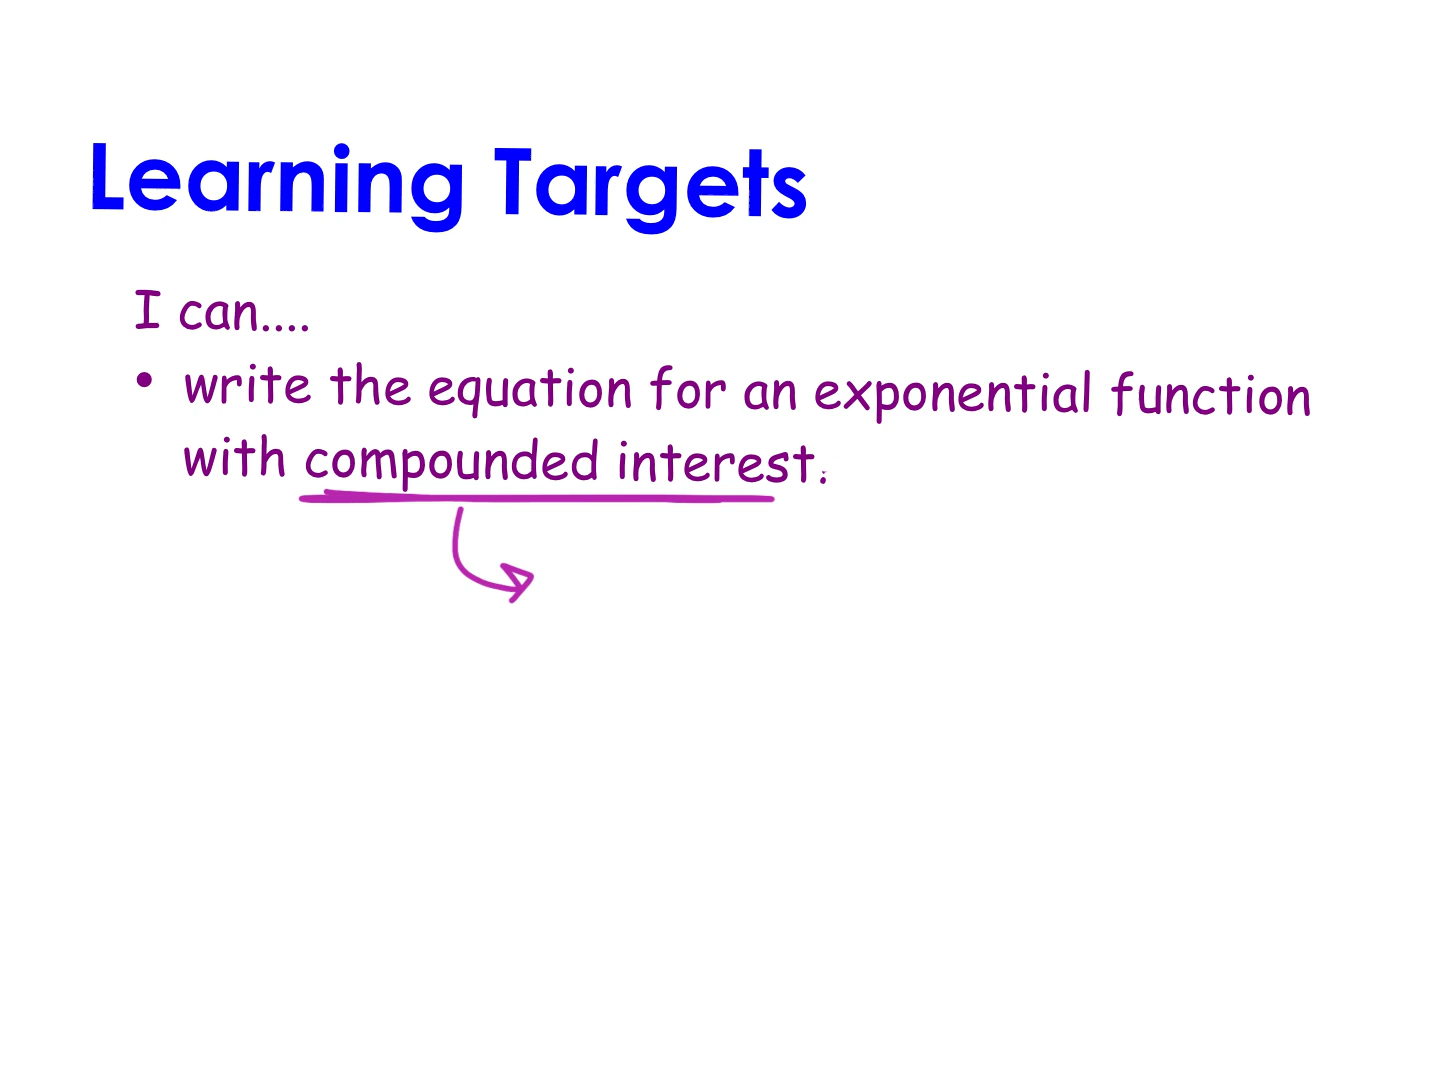 Learning Targets
I can....
• write the equation for an exponential function
with compounded interest.